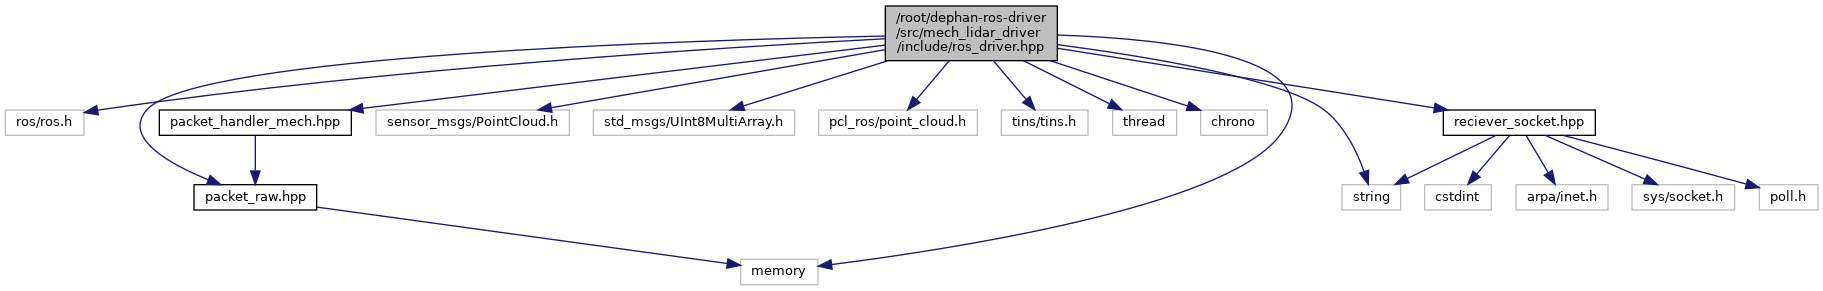 /root/dephan-ros-driver
/src/mech_lidar_driver
/include/ros_driver.hpp
ros/ros.h
packet_handler_mech.hpp
sensor_msgs/PointCloud.h
std_msgs/UInt8MultiArray.h
pcl_ros/point_cloud.h
tins/tins.h
thread
chrono
reciever_socket.hpp
packet_raw.hpp
string
cstdint
arpa/inet.h
sys/socket.h
poll.h
memory